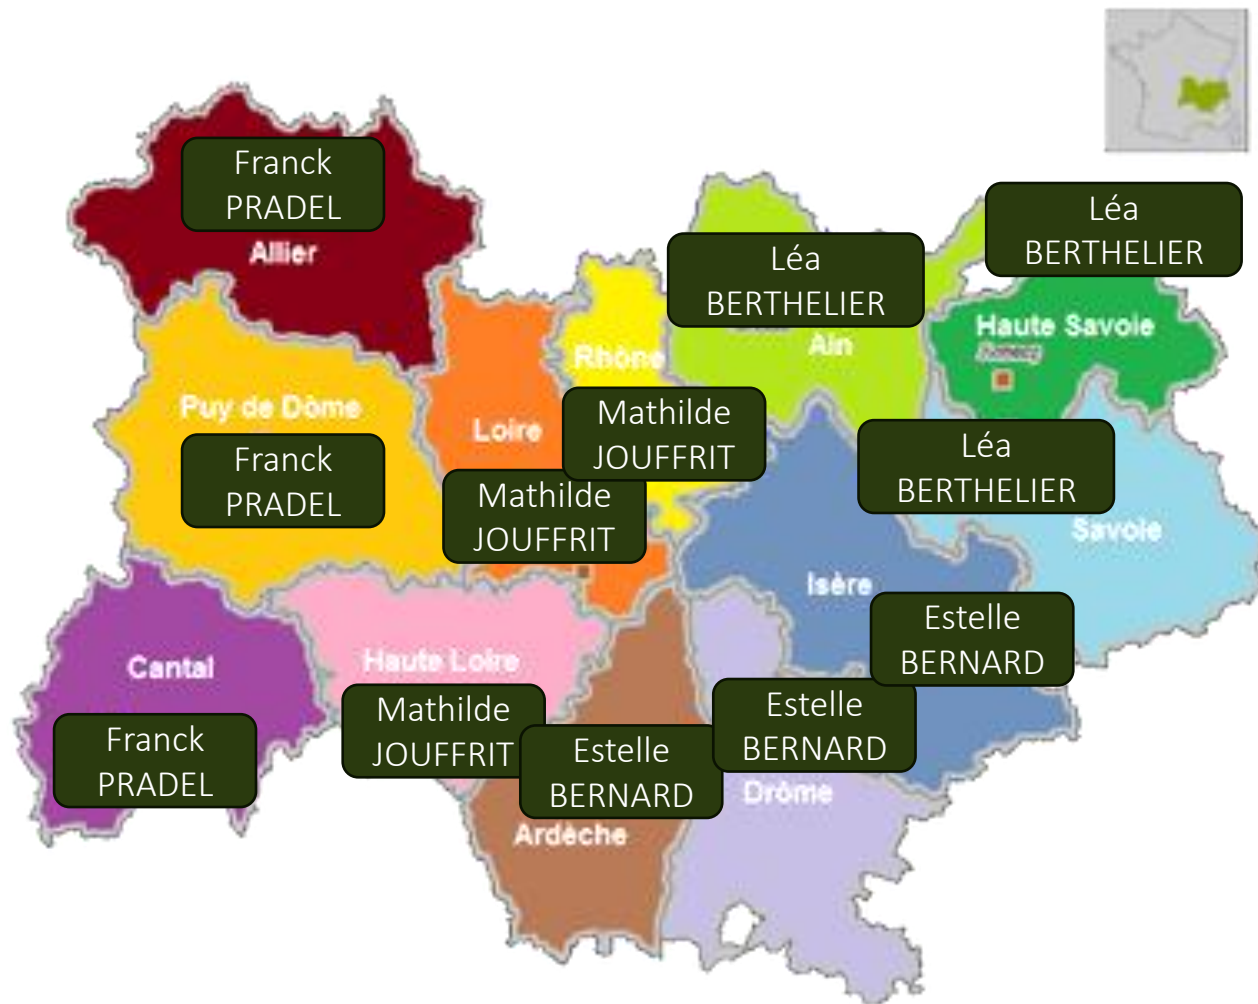 Franck
PRADEL
Allier
Léa
BERTHELIER
Léa
BERTHELIER
Ain
Haute Savoie
Annecy
Rhône
Puy de Dôme
Loire
Mathilde
JOUFFRIT
Franck
PRADEL
Léa
BERTHELIER
Mathilde
JOUFFRIT
Savoie
Isère
Estelle
BERNARD
Cantal
Haute Loire
Mathilde
JOUFFRIT
Estelle
BERNARD
Franck
PRADEL
Estelle
BERNARD
Drôme
Ardèche